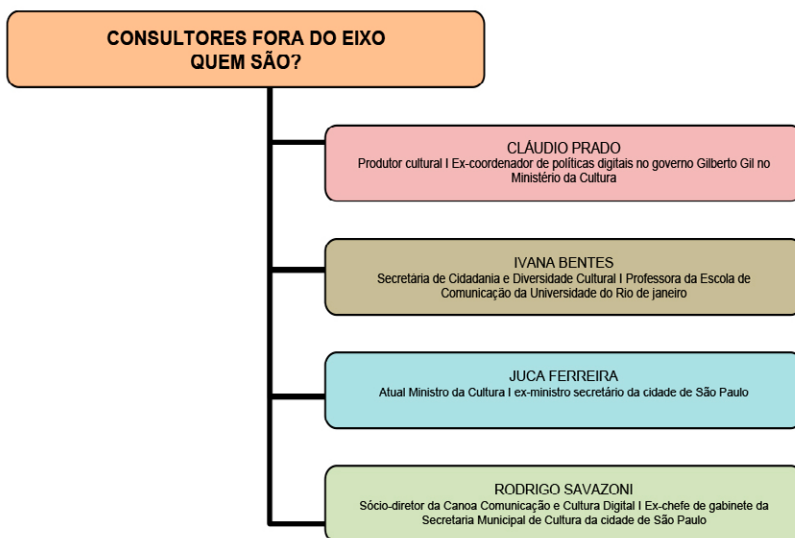 CONSULTORES FORA DO EIXO
QUEM SÃO?
CLÁUDIO PRADO
Produtor cultural I Ex-coordenador de políticas digitais no governo Gilberto Gil no
Ministério da Cultura
IVANA BENTES
Secretária de Cidadania e Diversidade Cultural I Professora da Escola de
Comunicação da Universidade do Rio de janeiro
JUCA FERREIRA
Atual Ministro da Cultura I ex-ministro secretário da cidade de São Paulo
RODRIGO SAVAZONI
Sócio-diretor da Canoa Comunicação e Cultura Digital I Ex-chefe de gabinete da
Secretaria Municipal de Cultura da cidade de São Paulo